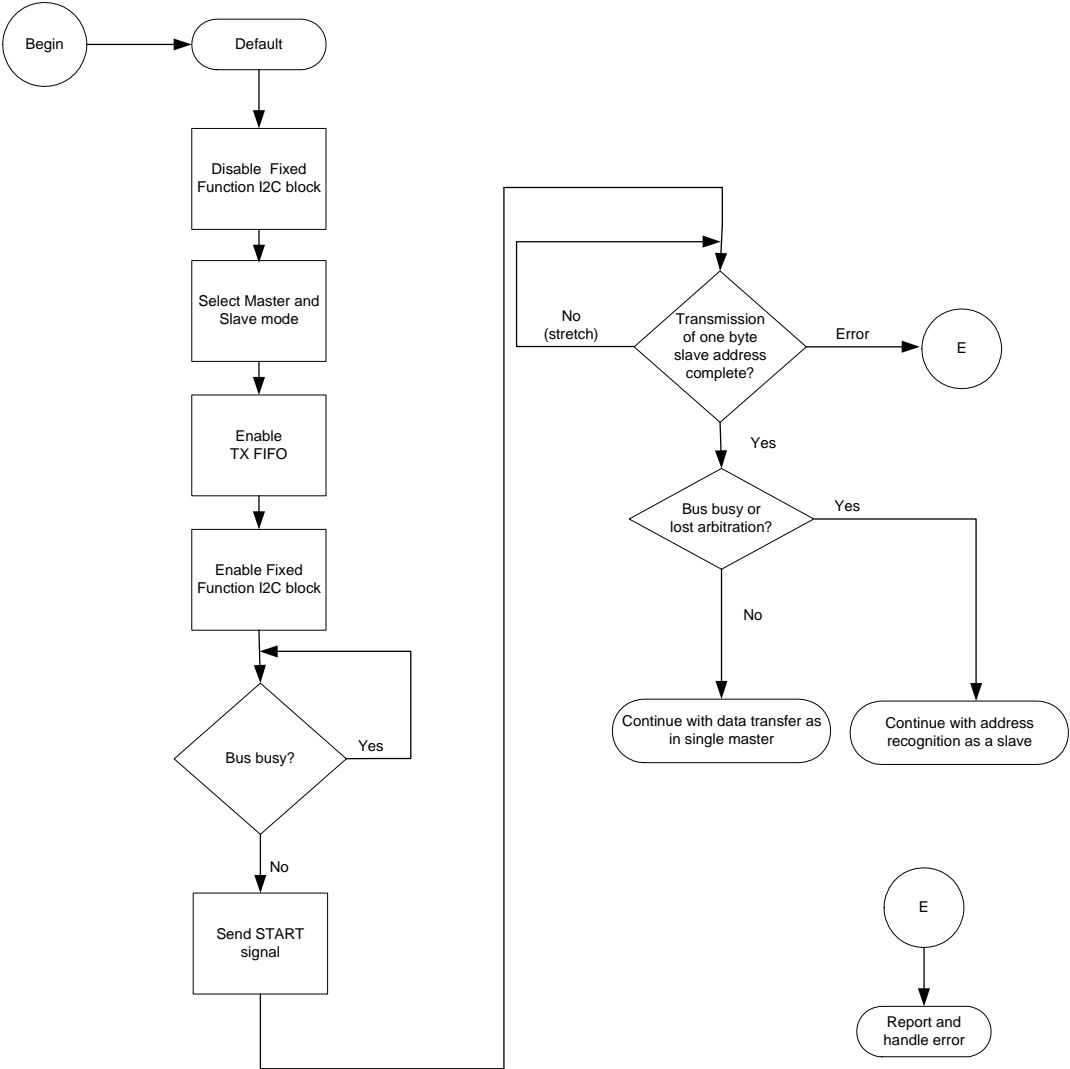 Begin
Default
Disable Fixed
Function I2C block
Select Master and
Slave mode
Enable
TX FIFO
Enable Fixed
Function I2C block
Bus busy?
Yes
No
Send START
signal
No
(stretch)
Transmission
of one byte
slave address
complete?
Error
E
Yes
Bus busy or
lost arbitration?
Yes
No
Continue with data transfer as
in single master
Continue with address
recognition as a slave
E
Report and
handle error